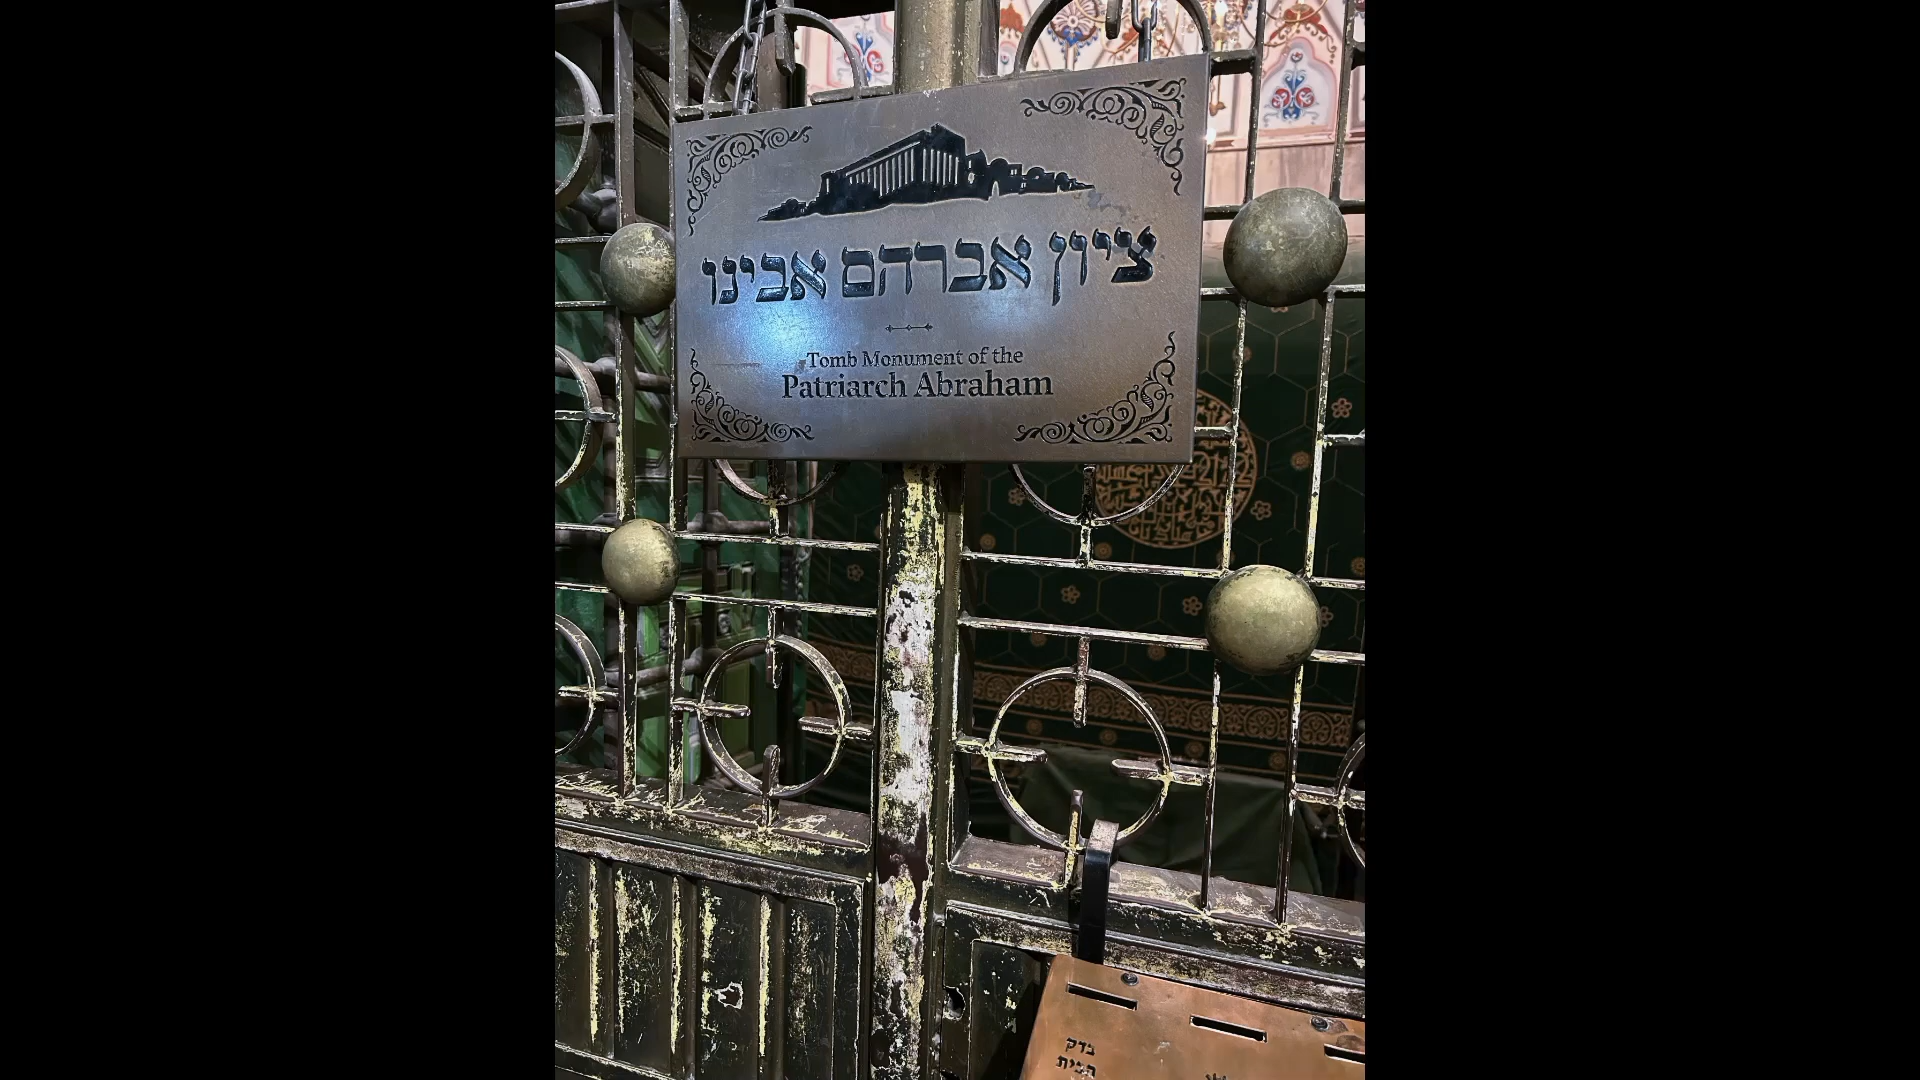 ציון אברהם אבינו
Tomb Monument of the
Patriarch Abraham
בדק
הבית